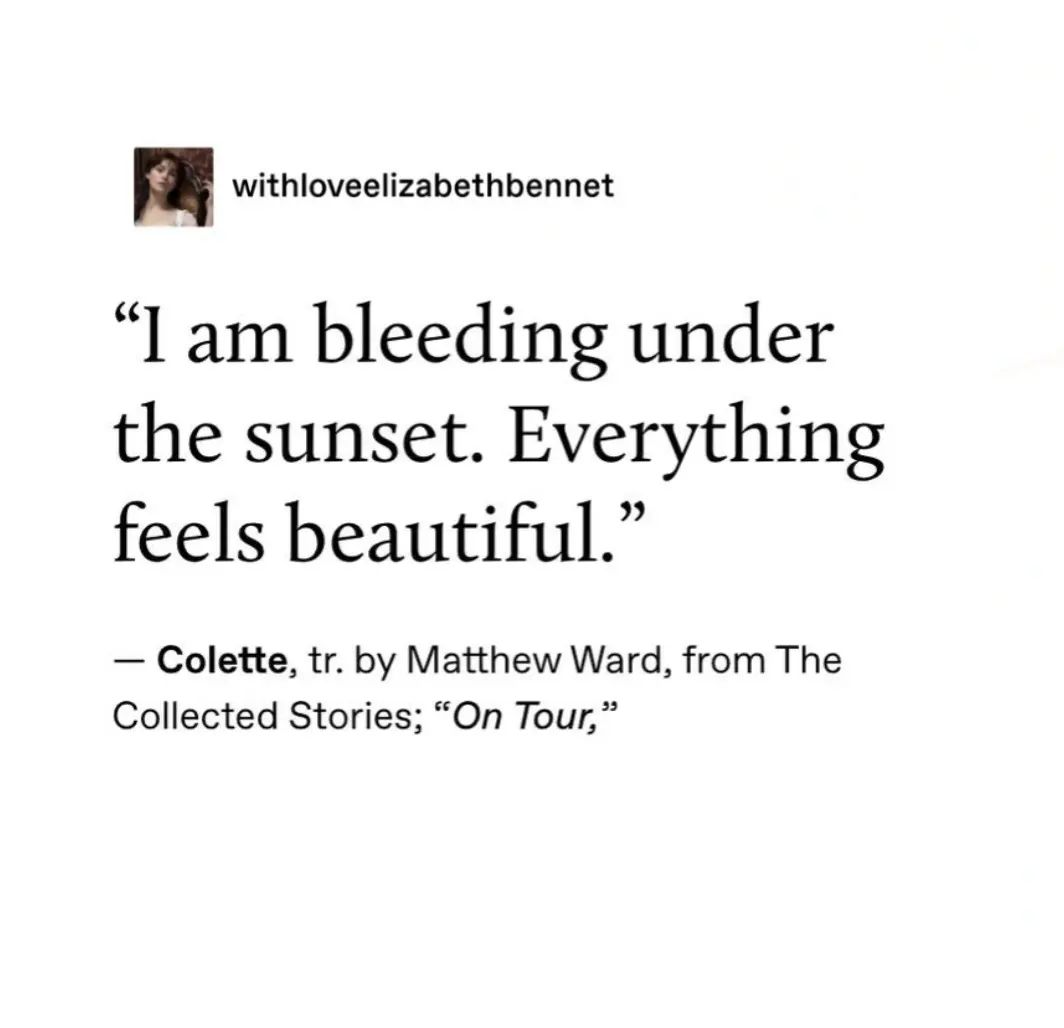 withloveelizabethbennet
“I am bleeding under
the sunset. Everything
feels beautiful.”
— Colette, tr. by Matthew Ward, from The
Collected Stories; “On Tour,”